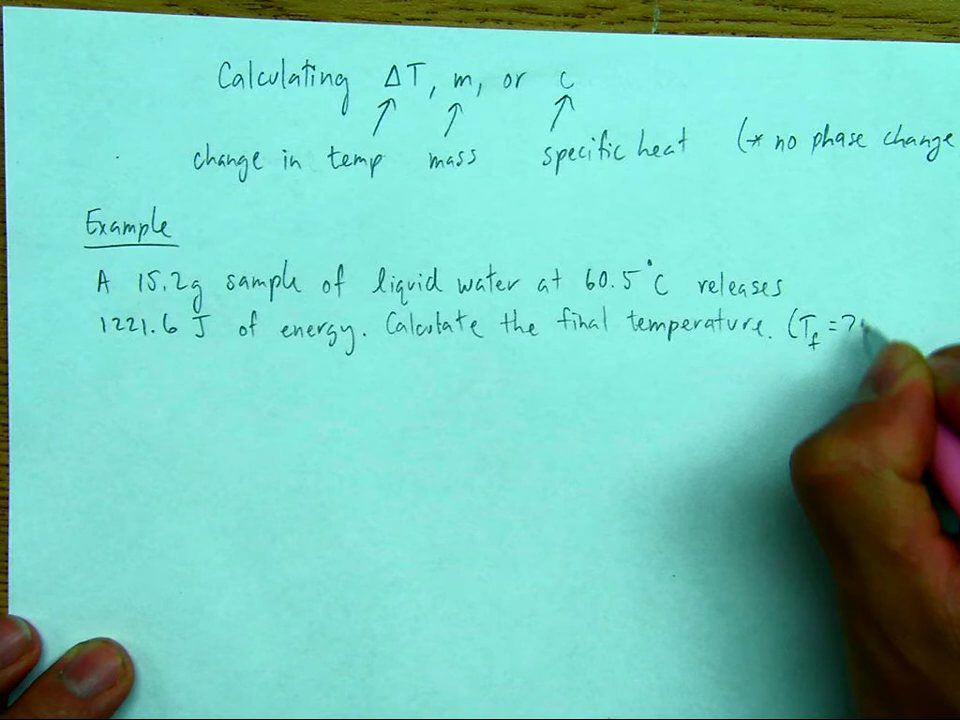 Calculating ΔT, m, or c
change in temp mass specific heat (* no phase change
Example
A 15.2g sample of liquid water at 60.5°C releases
1221.6 J of energy. Calculate the final temperature. (Tf = ?